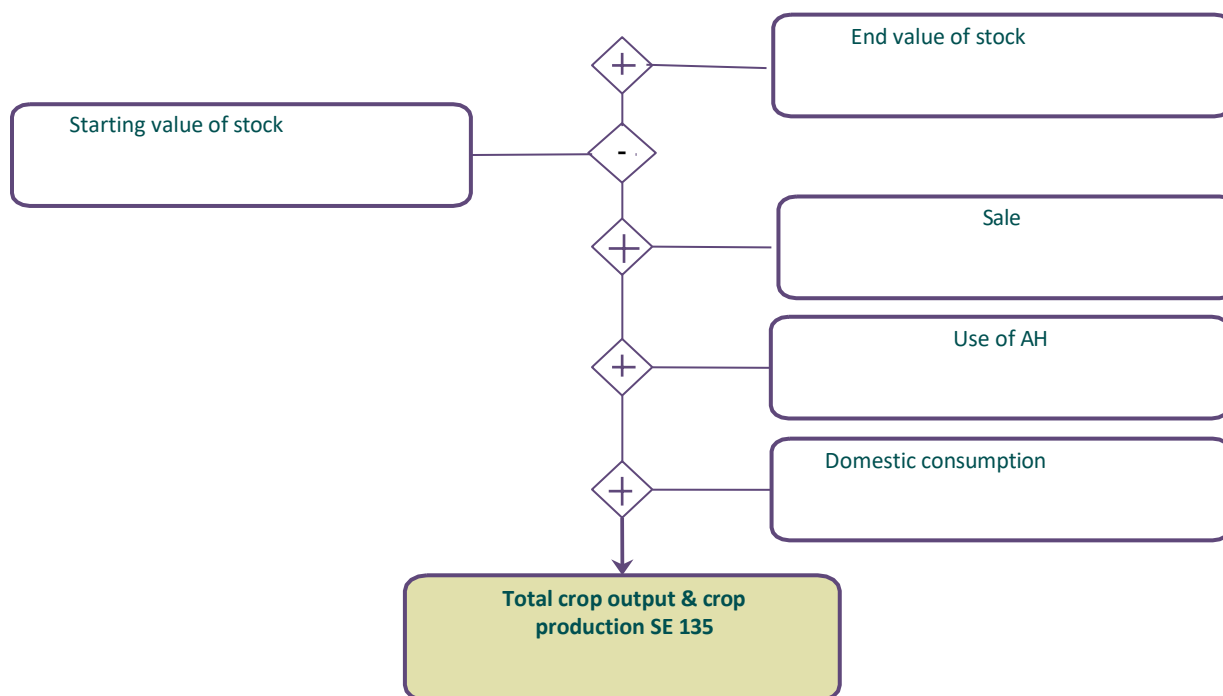 End value of stock
+
Starting value of stock
-
+
Sale
+
Use of AH
+
Domestic consumption
Total crop output & crop
production SE 135